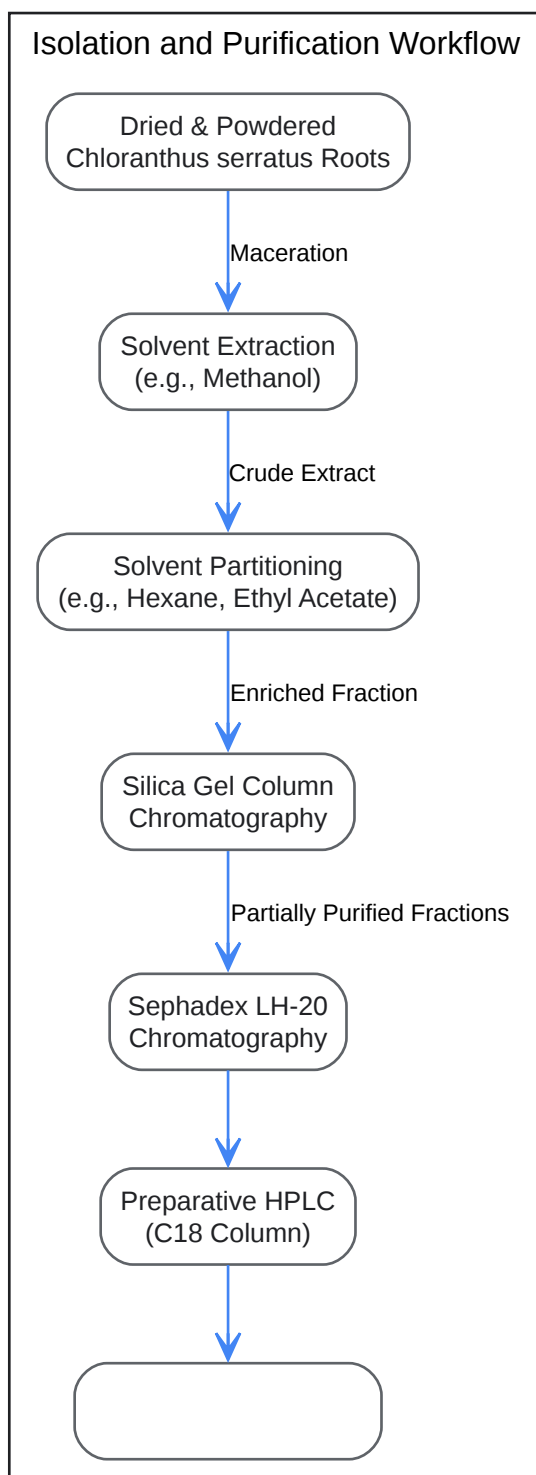 Isolation and Purification Workflow
Dried & Powdered
Chloranthus serratus Roots
Maceration
Solvent Extraction
(e.g., Methanol)
Crude Extract
Solvent Partitioning
(e.g., Hexane, Ethyl Acetate)
Enriched Fraction
Silica Gel Column
Chromatography
Partially Purified Fractions
Sephadex LH-20
Chromatography
Preparative HPLC
(C18 Column)